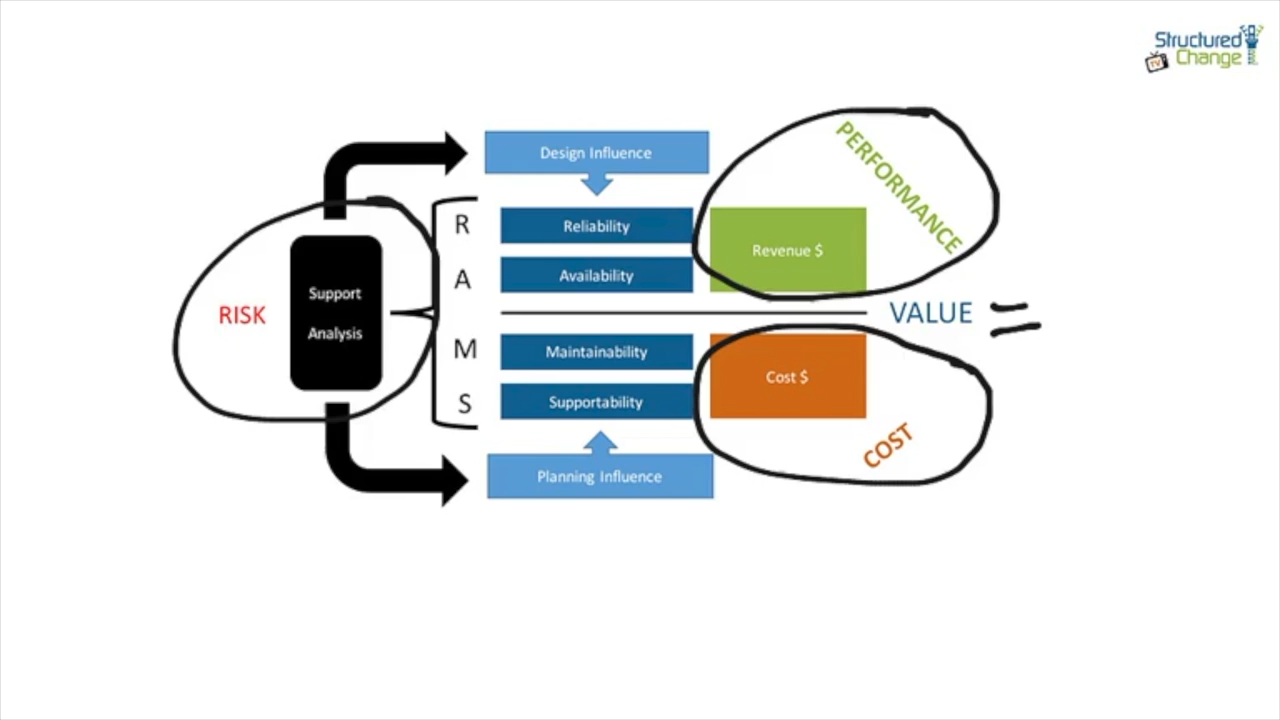 Structured
TV Change
Design Influence
PERFORMANCE
R Reliability
Revenue $
A Availability
Support
Analysis
RISK
VALUE =
M Maintainability
Cost $
S Supportability
COST
Planning Influence